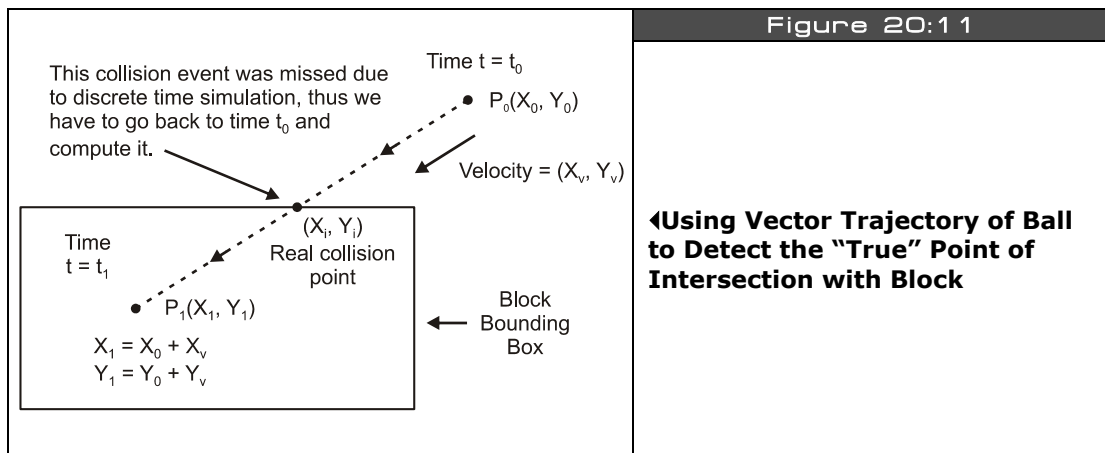 Figure 20:11
This collision event was missed due
to discrete time simulation, thus we
have to go back to time t₀ and
compute it.
Time t = t₀
P₀(X₀, Y₀)
Velocity = (Xᵥ, Yᵥ)
(Xᵢ, Yᵢ)
Real collision
point
Time
t = t₁
P₁(X₁, Y₁)
X₁ = X₀ + Xᵥ
Y₁ = Y₀ + Yᵥ
Block
Bounding
Box
Using Vector Trajectory of Ball
to Detect the “True” Point of
Intersection with Block